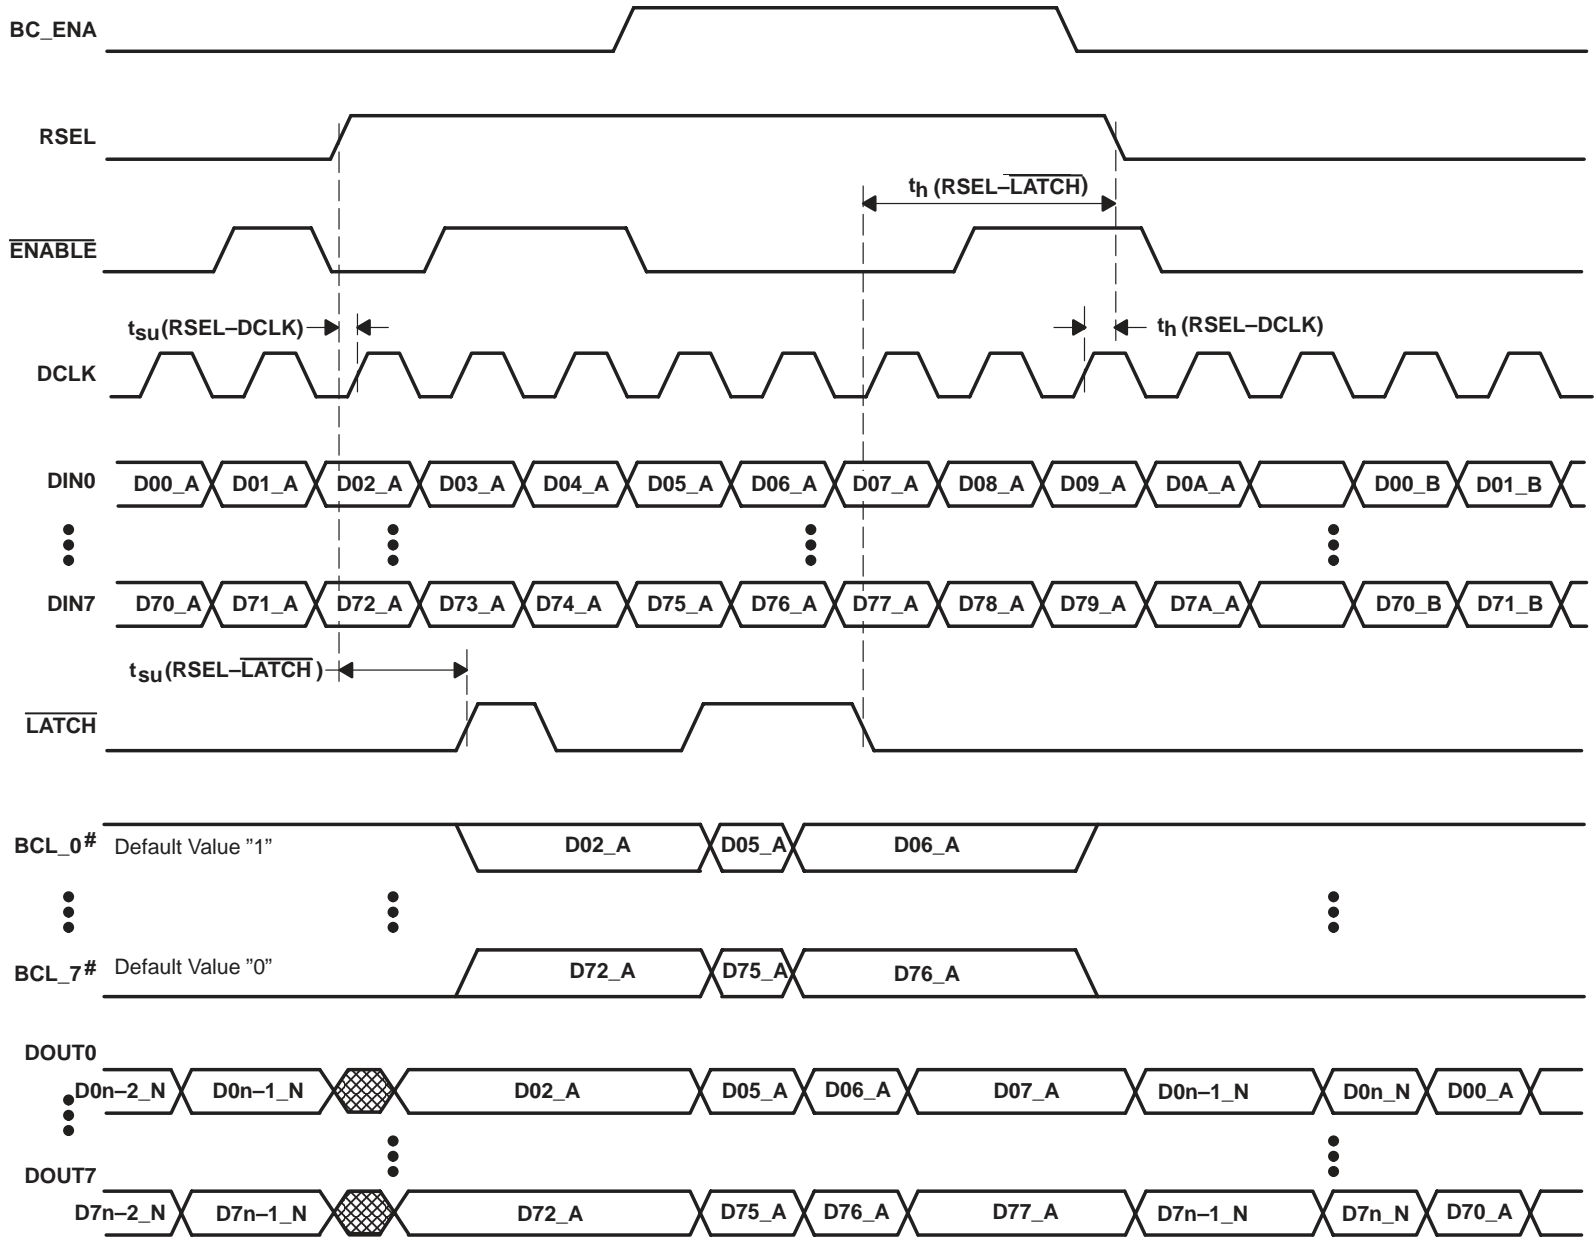 BC_ENA
RSEL
th (RSEL–LATCH)
ENABLE
tsu(RSEL–DCLK)
th (RSEL–DCLK)
DCLK
DIN0 D00_A D01_A D02_A D03_A D04_A D05_A D06_A D07_A D08_A D09_A D0A_A D00_B D01_B
DIN7 D70_A D71_A D72_A D73_A D74_A D75_A D76_A D77_A D78_A D79_A D7A_A D70_B D71_B
tsu(RSEL–LATCH )
LATCH
BCL_0# Default Value ”1” D02_A D05_A D06_A
BCL_7# Default Value ”0” D72_A D75_A D76_A
DOUT0
D0n–2_N D0n–1_N D02_A D05_A D06_A D07_A D0n–1_N D0n_N D00_A
DOUT7
D7n–2_N D7n–1_N D72_A D75_A D76_A D77_A D7n–1_N D7n_N D70_A